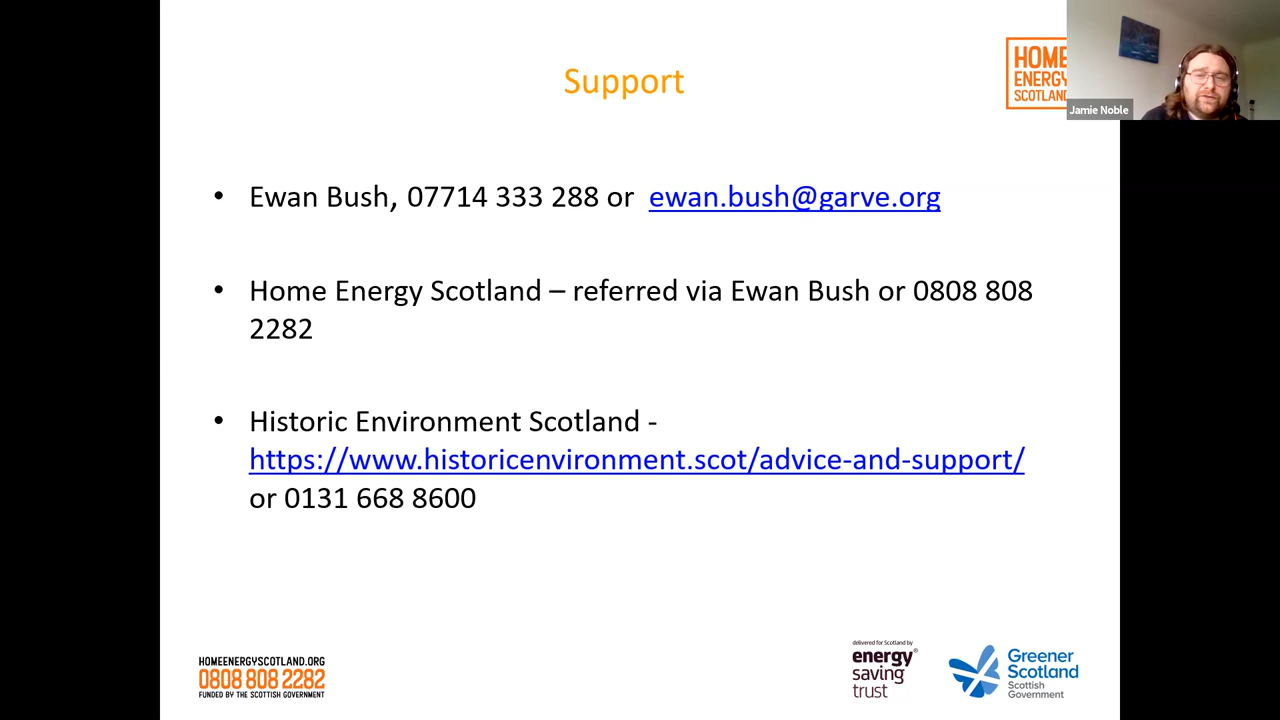 Support
HOME
ENERGY
SCOTLAND
Jamie Noble
• Ewan Bush, 07714 333 288 or ewan.bush@garve.org
• Home Energy Scotland – referred via Ewan Bush or 0808 808
2282
• Historic Environment Scotland -
https://www.historicenvironment.scot/advice-and-support/
or 0131 668 8600
HOMEENERGYSCOTLAND.ORG
0808 808 2282
FUNDED BY THE SCOTTISH GOVERNMENT
delivered for Scotland by
energy®
saving
trust
Greener
Scotland
Scottish
Government